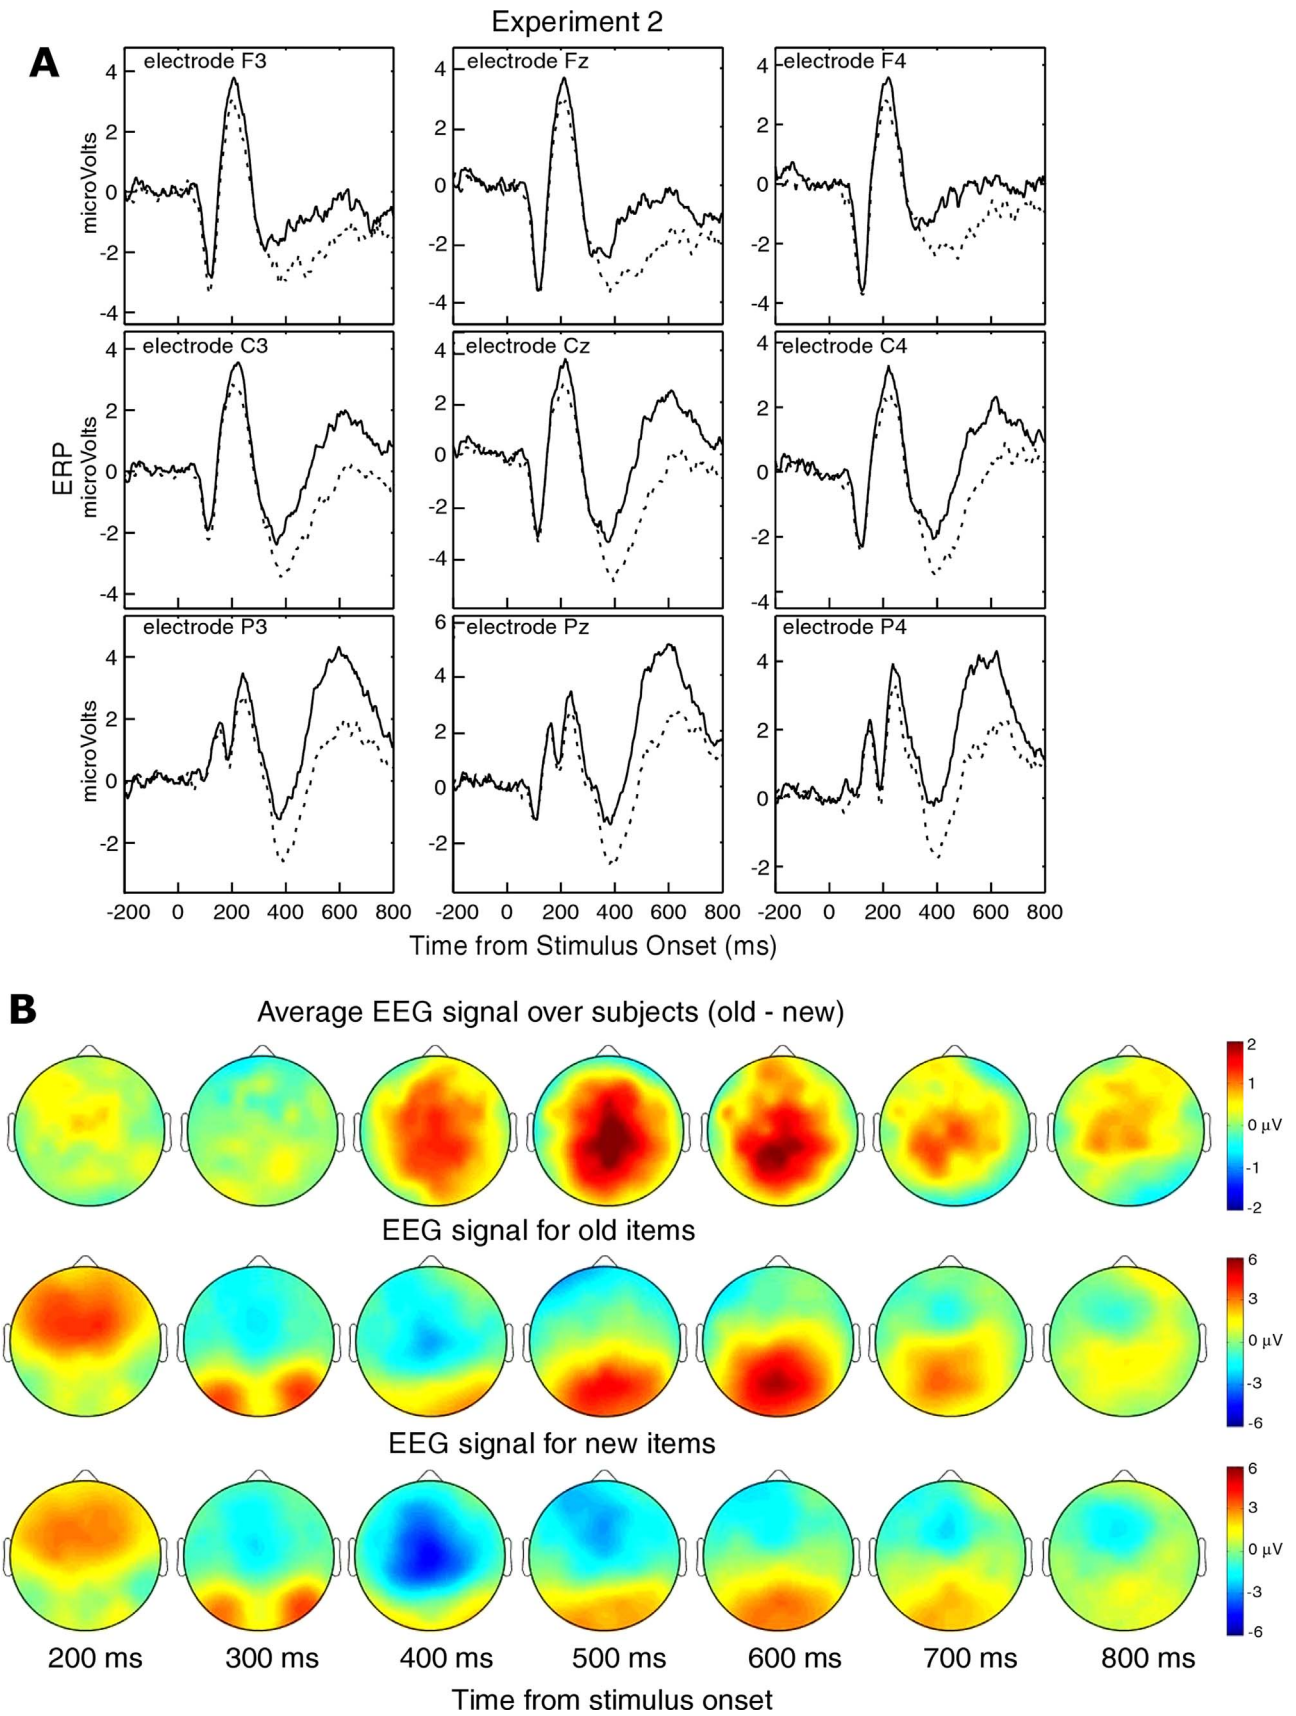 Experiment 2
A
electrode F3
electrode Fz
electrode F4
4
2
0
-2
-4
microVolts
4
2
0
-2
-4
4
2
0
-2
-4
electrode C3
electrode Cz
electrode C4
ERP
microVolts
4
2
0
-2
-4
4
2
0
-2
-4
4
2
0
-2
-4
electrode P3
electrode Pz
electrode P4
microVolts
4
2
0
-2
6
4
2
0
-2
4
2
0
-2
-200 0 200 400 600 800
-200 0 200 400 600 800
-200 0 200 400 600 800
Time from Stimulus Onset (ms)
B
Average EEG signal over subjects (old - new)
2
1
0 μV
-1
-2
EEG signal for old items
6
3
0 μV
-3
-6
EEG signal for new items
6
3
0 μV
-3
-6
200 ms 300 ms 400 ms 500 ms 600 ms 700 ms 800 ms
Time from stimulus onset